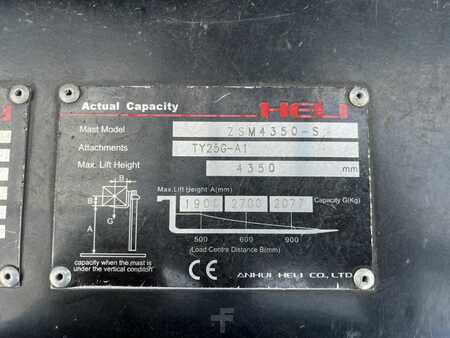 Actual Capacity HELI
Mast Model ZSM4350-S
Attachments TY25G-A1
Max. Lift Height 4350 mm
Max.Lift Height A(mm)
B
B
G
A
1900 2700 2077 Capacity G(Kg)
500 600 900
(Load Centre Distance B(mm)
capacity when the mast is
under the vertical condition
CE ANHUI HELI CO., LTD.